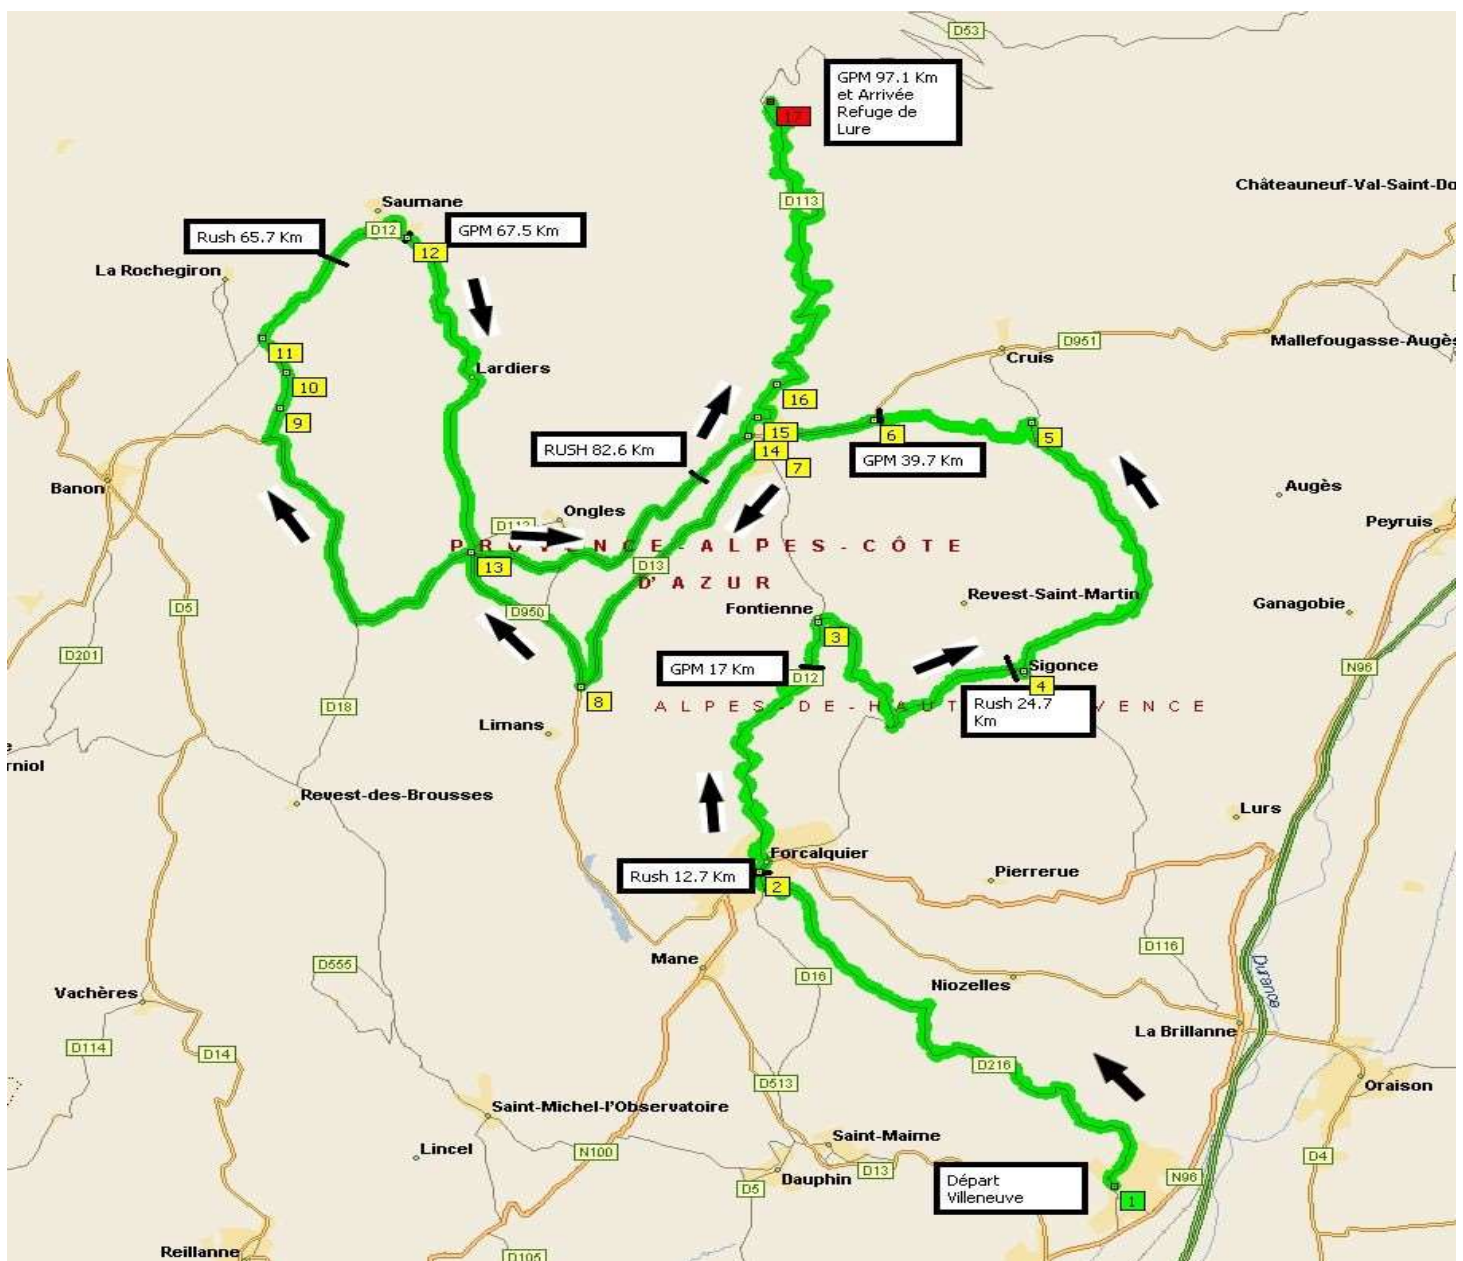 D53
GPM 97.1 Km
et Arrivée
Refuge de
Lure
17
Châteauneuf-Val-Saint-Do
D113
Saumane
D12
GPM 67.5 Km
Rush 65.7 Km
12
La Rochegiron
D951
Mallefougasse-Augès
Cruis
11
Lardiers
10
16
9
15
6
5
RUSH 82.6 Km
14
7
GPM 39.7 Km
Banon
Augès
Ongles
Peyruis
D112
PROVENCE-ALPES-CÔTE
D'AZUR
13
D13
D5
D950
Fontienne
Revest-Saint-Martin
Ganagobie
3
D201
GPM 17 Km
D12
Sigonce
N96
4
8
D18
ALPES-DE-HAUT
VENCE
Rush 24.7
Km
Limans
rniol
Revest-des-Brousses
Lurs
Forcalquier
Rush 12.7 Km
2
Pierrerue
D116
Mane
D555
D16
Niozelles
Durance
Vachères
La Brillanne
D114
D14
D216
D513
Oraison
Saint-Michel-l'Observatoire
Saint-Maime
Lincel
N100
D13
D4
Dauphin
Départ
Villeneuve
N96
D5
1
Reillanne
D105